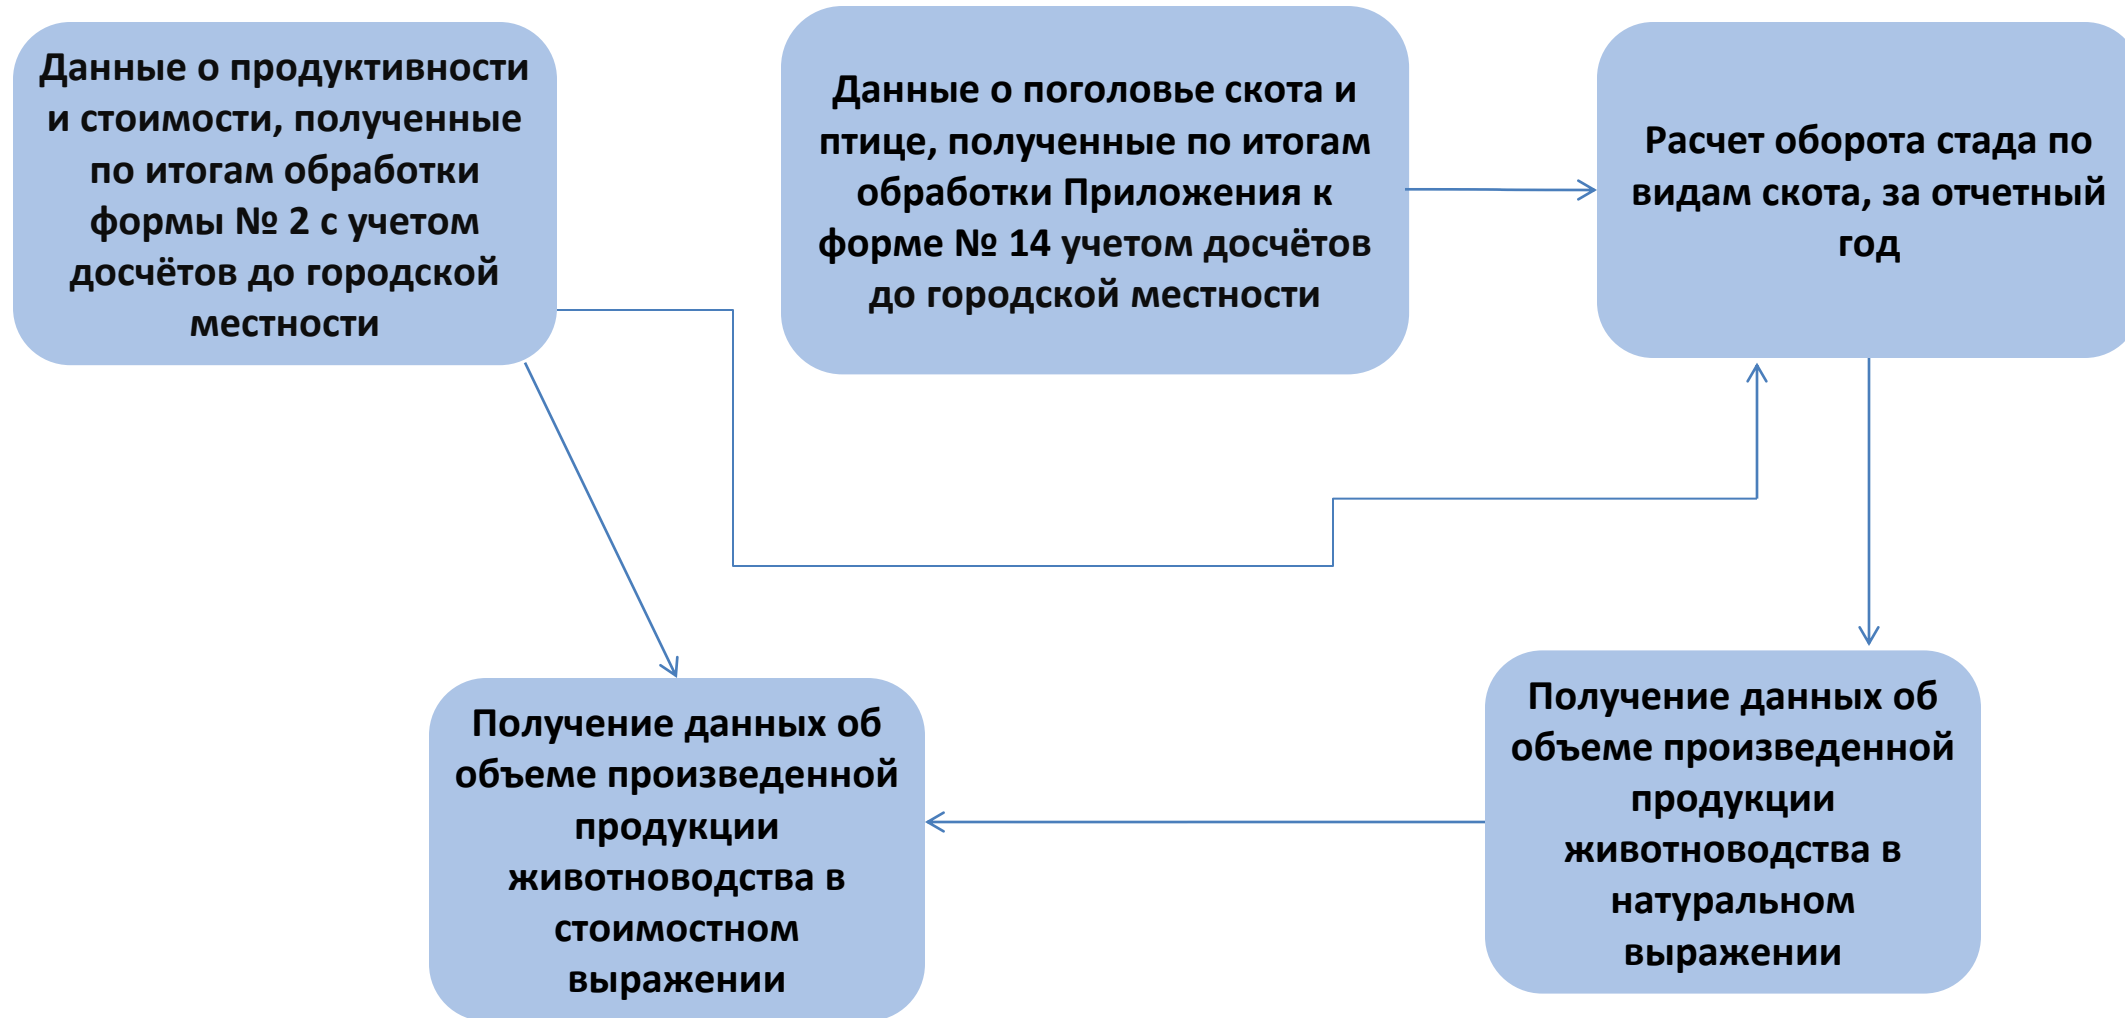 Данные о продуктивности
и стоимости, полученные
по итогам обработки
формы № 2 с учетом
досчётов до городской
местности
Данные о поголовье скота и
птице, полученные по итогам
обработки Приложения к
форме № 14 учетом досчётов
до городской местности
Расчет оборота стада по
видам скота, за отчетный
год
Получение данных об
объеме произведенной
продукции
животноводства в
стоимостном
выражении
Получение данных об
объеме произведенной
продукции
животноводства в
натуральном
выражении